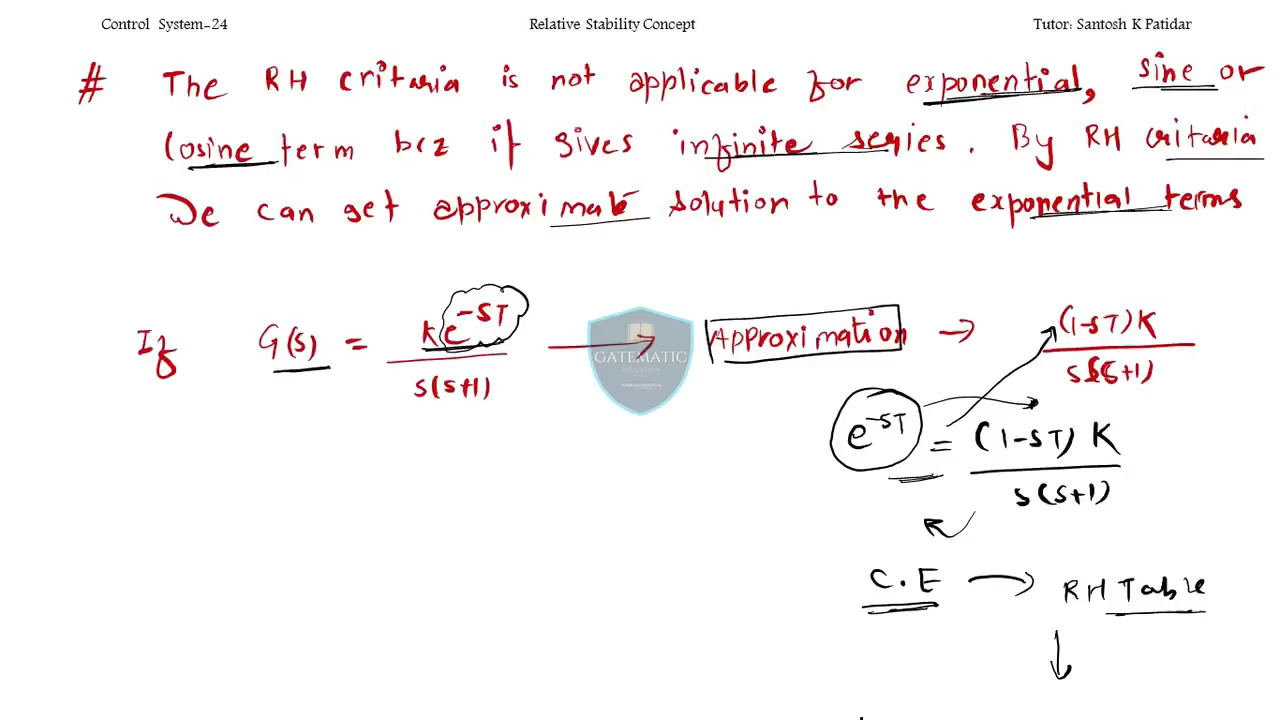 Control System-24 Relative Stability Concept Tutor: Santosh K Patidar
# The RH critaria is not applicable for exponential, sine or
Cosine term bcz it gives infinite series. By RH critaria
We can get approximate solution to the exponential terms
If G(s) = Ke^-ST / s(s+1) → Approximation → (1-ST)K / s(s+1)
GATEMATIC
e^-ST = (1-ST) K / s(s+1)
C.E → RH Table
↓